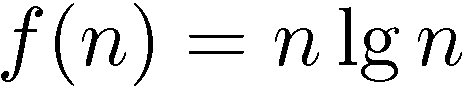 f(n) = n lg n